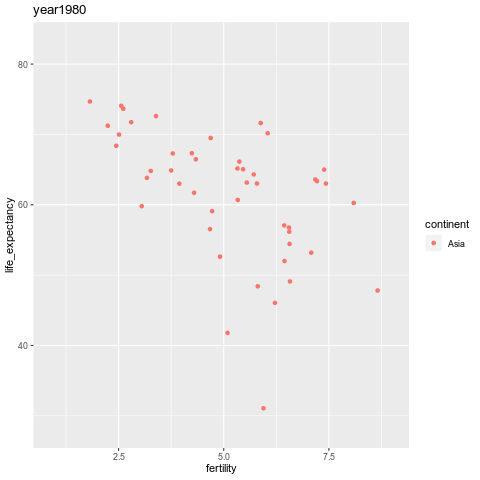 year1980
80
60
40
life_expectancy
2.5
5.0
7.5
fertility
continent
Asia